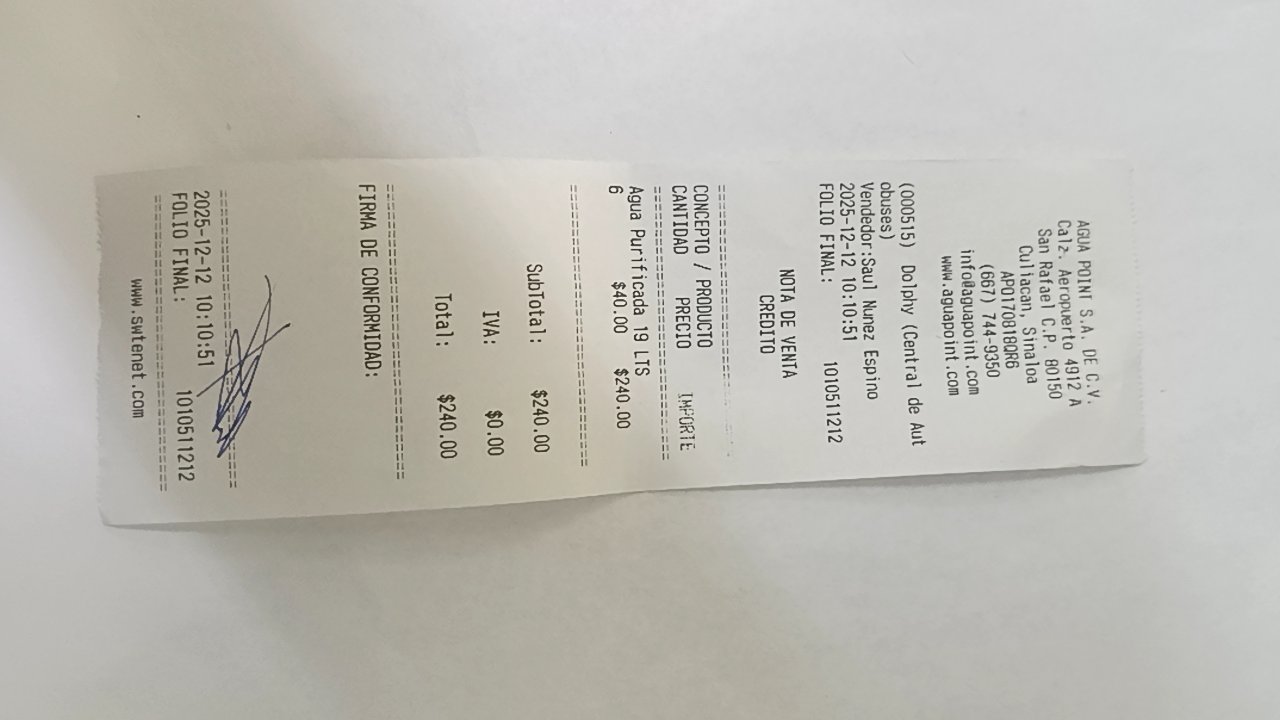 AGUA POINT S.A. DE C.V.
Calz. Aeropuerto 4912 A
San Rafael C.P. 80150
Culiacan, Sinaloa
APO170818QR6
(667) 744-9350
info@aguapoint.com
www.aguapoint.com
(000515) Dolphy (Central de Aut
obuses)
Vendedor:Saul Nunez Espino
2025-12-12 10:10:51
FOLIO FINAL: 1010511212
NOTA DE VENTA
CREDITO
CONCEPTO / PRODUCTO
CANTIDAD PRECIO IMPORTE
Agua Purificada 19 LTS
6 $40.00 $240.00
SubTotal: $240.00
IVA: $0.00
Total: $240.00
FIRMA DE CONFORMIDAD:
2025-12-12 10:10:51
FOLIO FINAL: 1010511212
www.swtenet.com